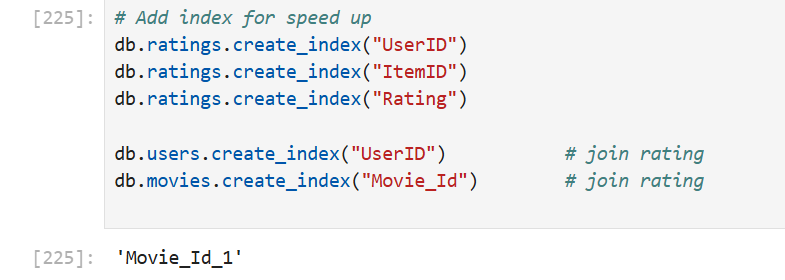 [225]: # Add index for speed up
db.ratings.create_index("UserID")
db.ratings.create_index("ItemID")
db.ratings.create_index("Rating")
db.users.create_index("UserID") # join rating
db.movies.create_index("Movie_Id") # join rating
[225]: 'Movie_Id_1'